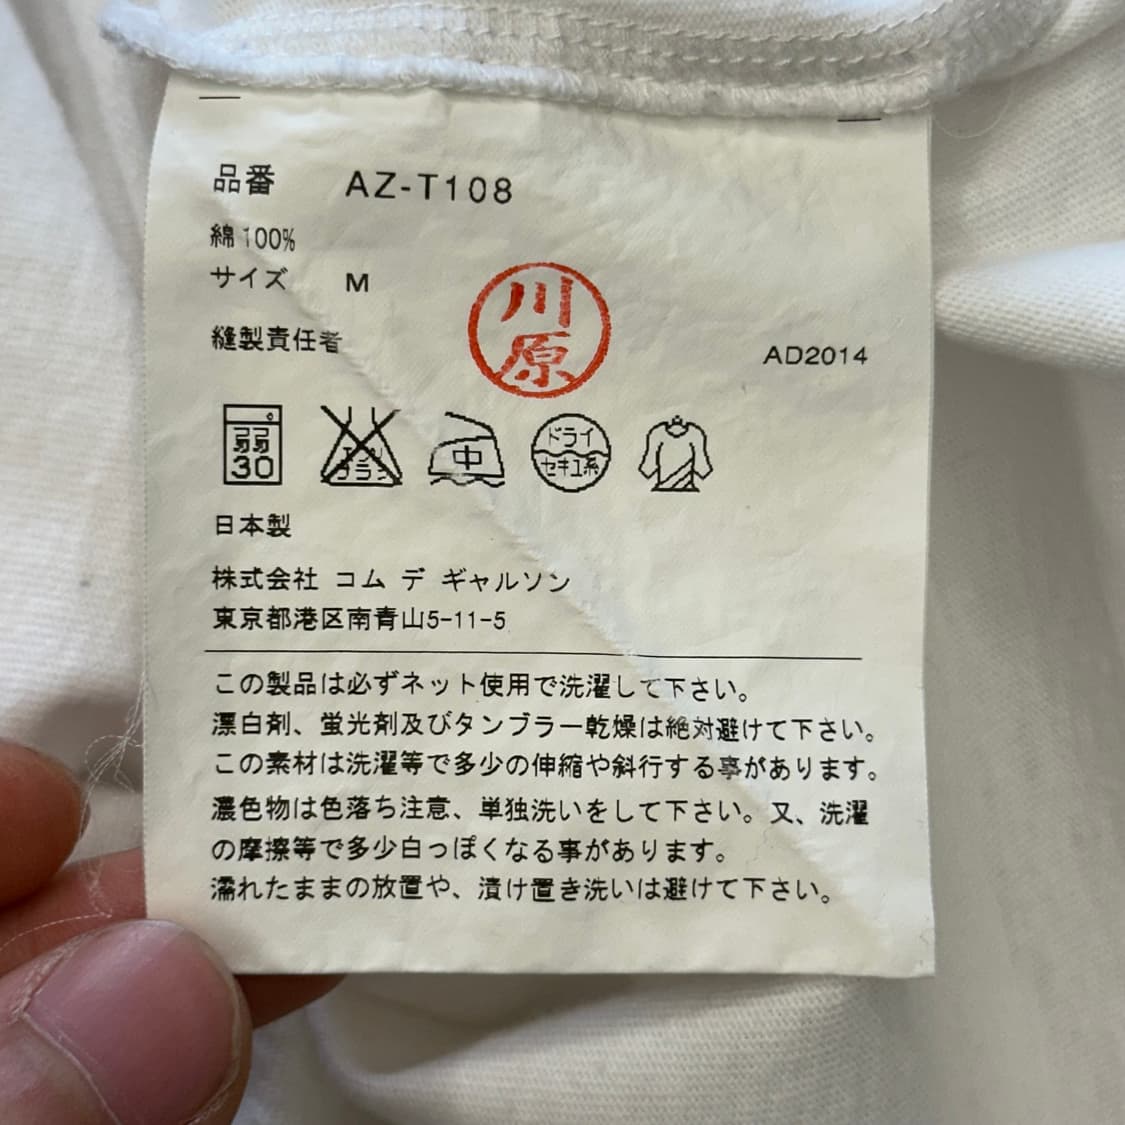 品番 AZ-T108
綿100%
サイズ M
川原
縫製責任者
AD2014
弱 30
エンソ サラシ
中
ドライ
セキユ系
日本製
株式会社 コム デ ギャルソン
東京都港区南青山5-11-5
この製品は必ずネット使用で洗濯して下さい。
漂白剤、蛍光剤及びタンブラー乾燥は絶対避けて下さい。
この素材は洗濯等で多少の伸縮や斜行する事があります。
濃色物は色落ち注意、単独洗いをして下さい。又、洗濯
の摩擦等で多少白っぽくなる事があります。
濡れたままの放置や、漬け置き洗いは避けて下さい。